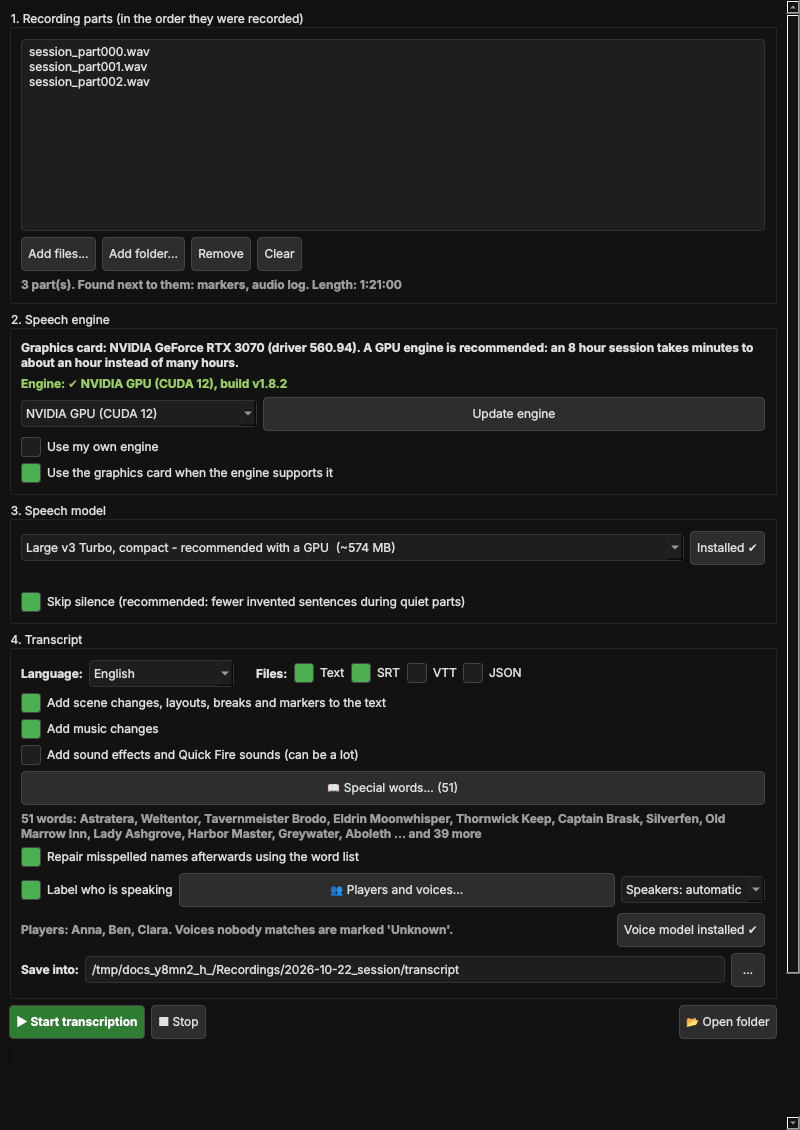 1. Recording parts (in the order they were recorded)
session_part000.wav
session_part001.wav
session_part002.wav
Add files...
Add folder...
Remove
Clear
3 part(s). Found next to them: markers, audio log. Length: 1:21:00
2. Speech engine
Graphics card: NVIDIA GeForce RTX 3070 (driver 560.94). A GPU engine is recommended: an 8 hour session takes minutes to
about an hour instead of many hours.
Engine: ✓ NVIDIA GPU (CUDA 12), build v1.8.2
NVIDIA GPU (CUDA 12)
Update engine
Use my own engine
Use the graphics card when the engine supports it
3. Speech model
Large v3 Turbo, compact - recommended with a GPU (~574 MB)
Installed ✓
Skip silence (recommended: fewer invented sentences during quiet parts)
4. Transcript
Language: English
Files: Text SRT VTT JSON
Add scene changes, layouts, breaks and markers to the text
Add music changes
Add sound effects and Quick Fire sounds (can be a lot)
📖 Special words... (51)
51 words: Astratera, Weltentor, Tavernmeister Brodo, Eldrin Moonwhisper, Thornwick Keep, Captain Brask, Silverfen, Old
Marrow Inn, Lady Ashgrove, Harbor Master, Greywater, Aboleth ... and 39 more
Repair misspelled names afterwards using the word list
Label who is speaking
👥 Players and voices...
Speakers: automatic
Players: Anna, Ben, Clara. Voices nobody matches are marked 'Unknown'.
Voice model installed ✓
Save into: /tmp/docs_y8mn2_h_/Recordings/2026-10-22_session/transcript
...
▶ Start transcription
■ Stop
📂 Open folder